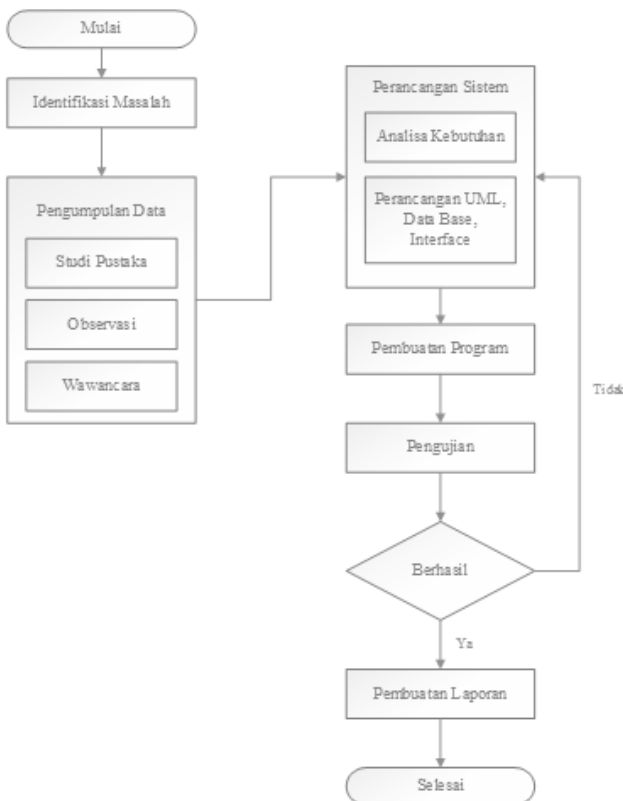 Mulai
Identifikasi Masalah
Pengumpulan Data
Studi Pustaka
Observasi
Wawancara
Perancangan Sistem
Analisa Kebutuhan
Perancangan UML,
Data Base,
Interface
Pembuatan Program
Pengujian
Berhasil
Tidak
Ya
Pembuatan Laporan
Selesai